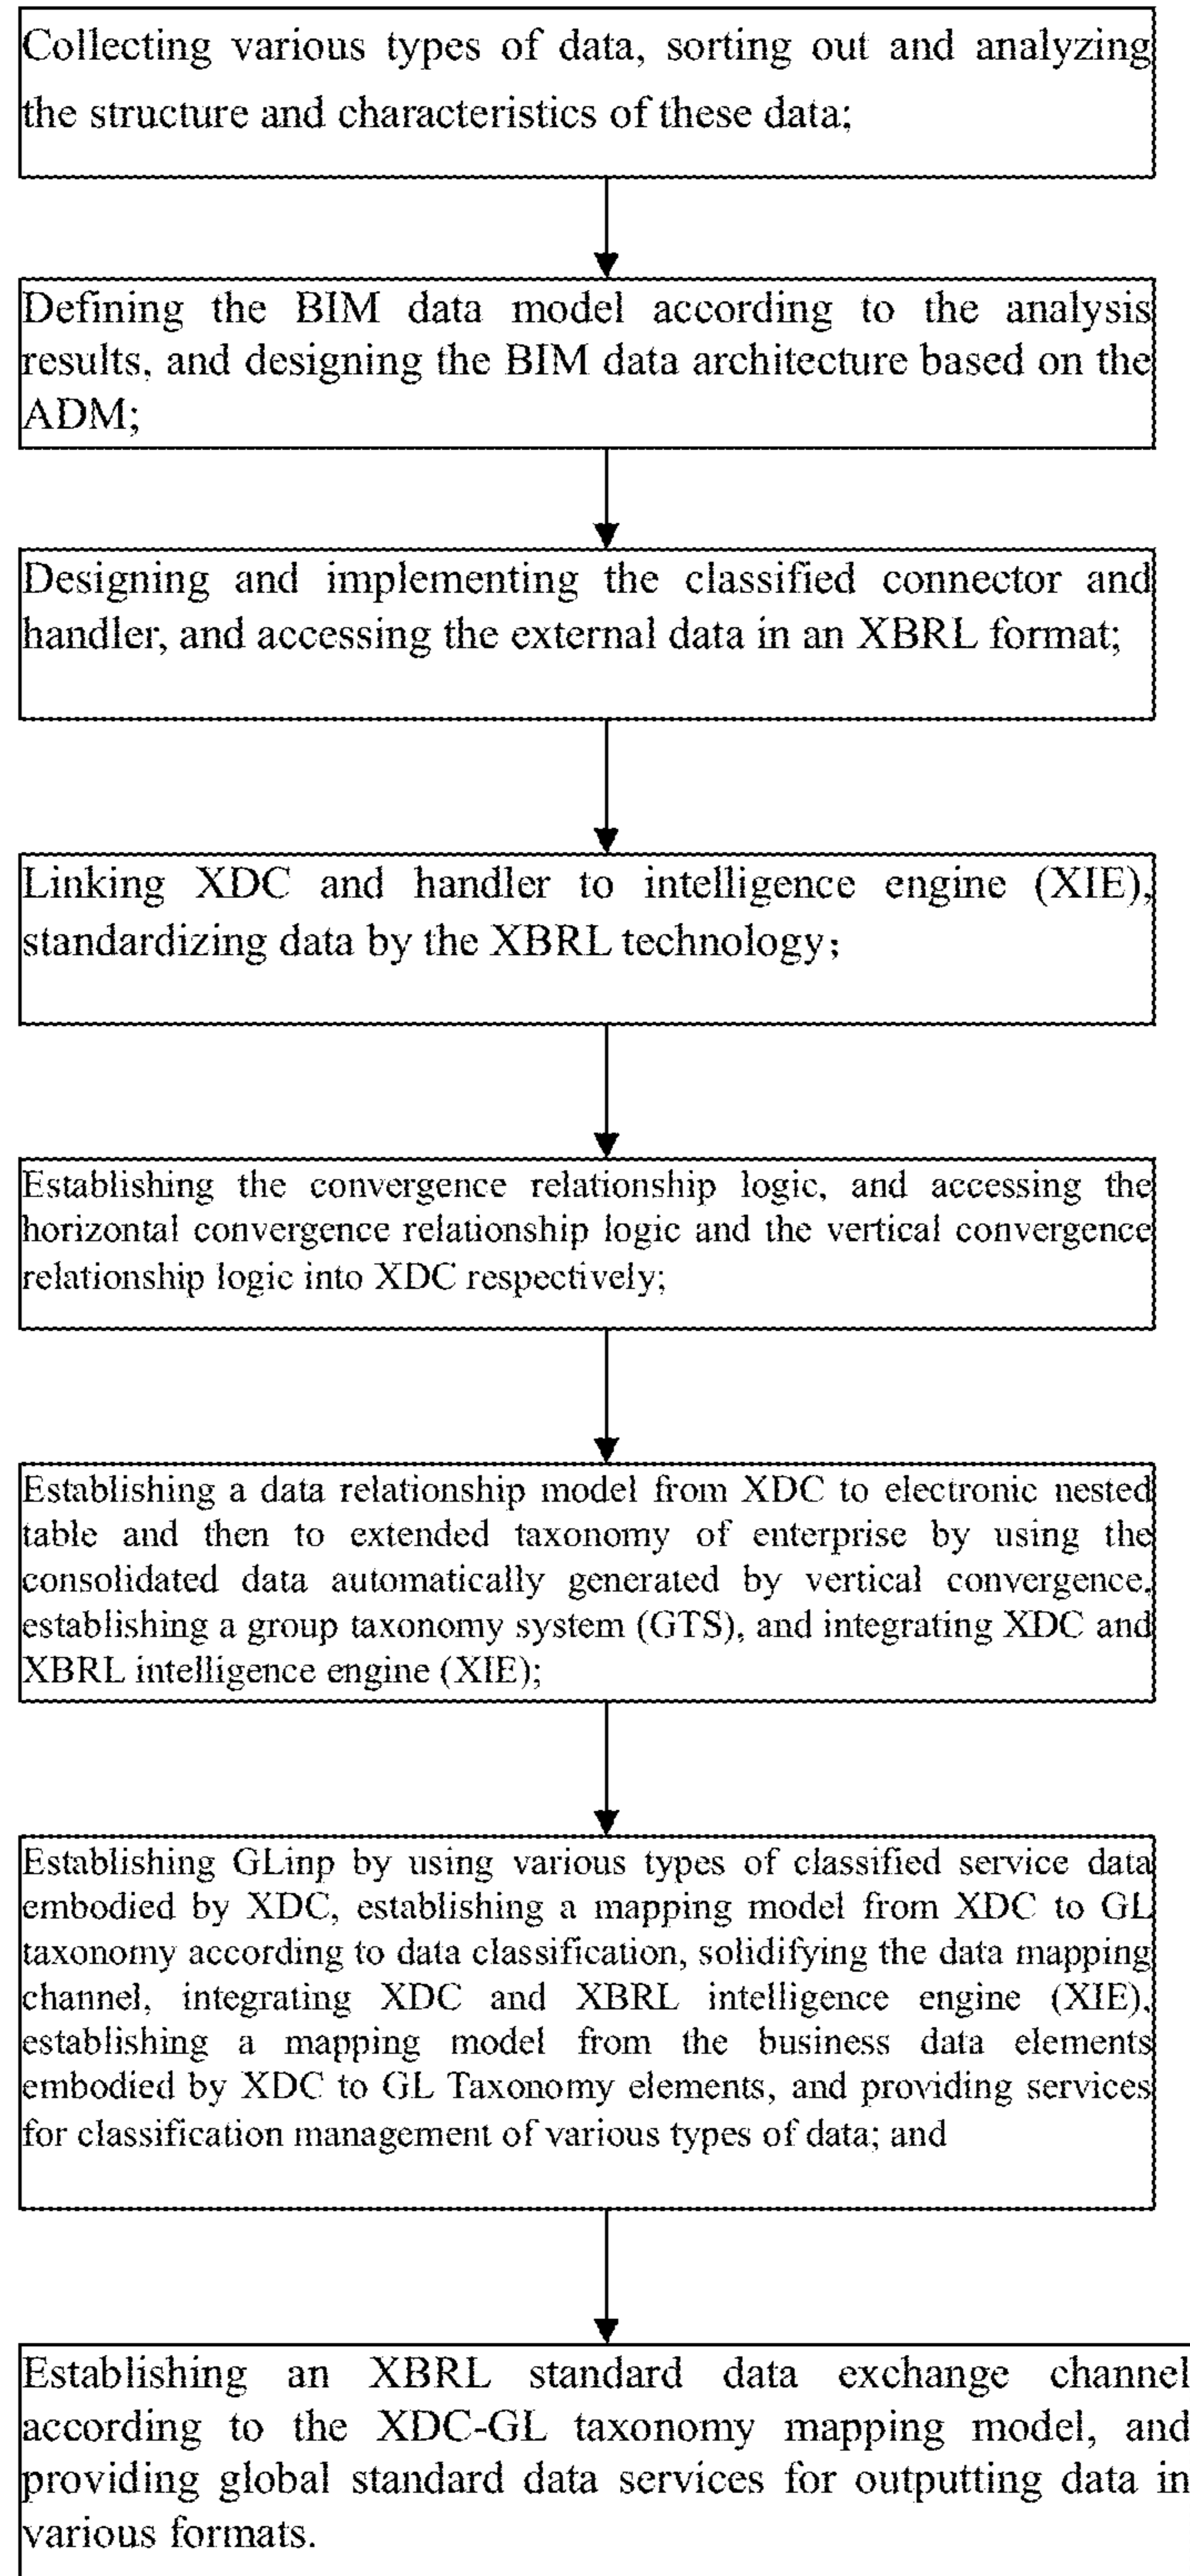 Collecting various types of data, sorting out and analyzing
the structure and characteristics of these data;
Defining the BIM data model according to the analysis
results, and designing the BIM data architecture based on the
ADM;
Designing and implementing the classified connector and
handler, and accessing the external data in an XBRL format;
Linking XDC and handler to intelligence engine (XIE),
standardizing data by the XBRL technology;
Establishing the convergence relationship logic, and accessing the
horizontal convergence relationship logic and the vertical convergence
relationship logic into XDC respectively;
Establishing a data relationship model from XDC to electronic nested
table and then to extended taxonomy of enterprise by using the
consolidated data automatically generated by vertical convergence,
establishing a group taxonomy system (GTS), and integrating XDC and
XBRL intelligence engine (XIE);
Establishing GLinp by using various types of classified service data
embodied by XDC, establishing a mapping model from XDC to GL
taxonomy according to data classification, solidifying the data mapping
channel, integrating XDC and XBRL intelligence engine (XIE),
establishing a mapping model from the business data elements
embodied by XDC to GL Taxonomy elements, and providing services
for classification management of various types of data; and
Establishing an XBRL standard data exchange channel
according to the XDC-GL taxonomy mapping model, and
providing global standard data services for outputting data in
various formats.